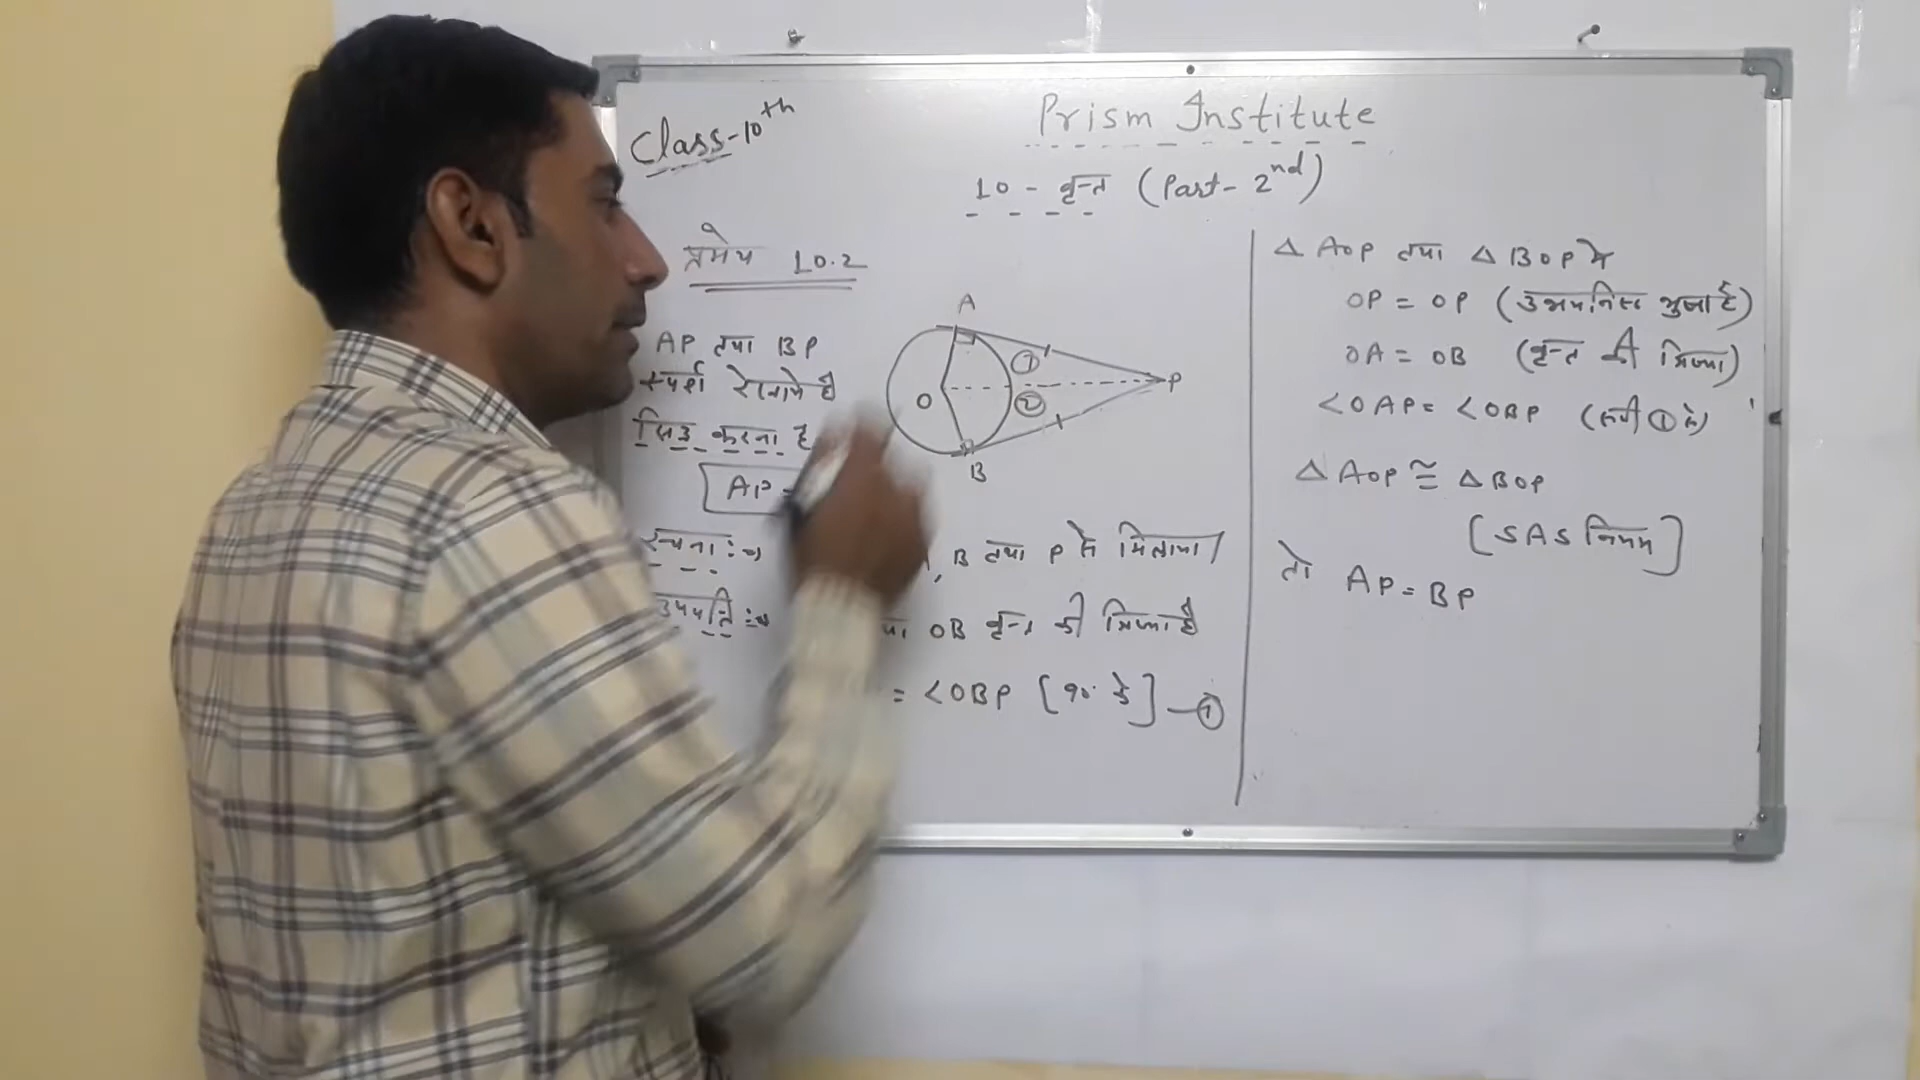 Class-10th
Prism Institute
10 - वृत्त (Part - 2nd)
प्रमेय 10.2
AP तथा BP
स्पर्श रेखायें हैं
सिद्ध करना है
AP
रचना :→ , B तथा P से मिलाया
उपपत्ति :→ OB वृत्त की त्रिज्या है
= <OBP [90° के] — ①
A
①
O
②
P
B
△ AOP तथा △ BOP में
OP = OP (उभयनिष्ठ भुजा है)
OA = OB (वृत्त की त्रिज्या)
<OAP = <OBP (समी ① से)
△ AOP ≅ △ BOP
[SAS नियम]
तो AP = BP